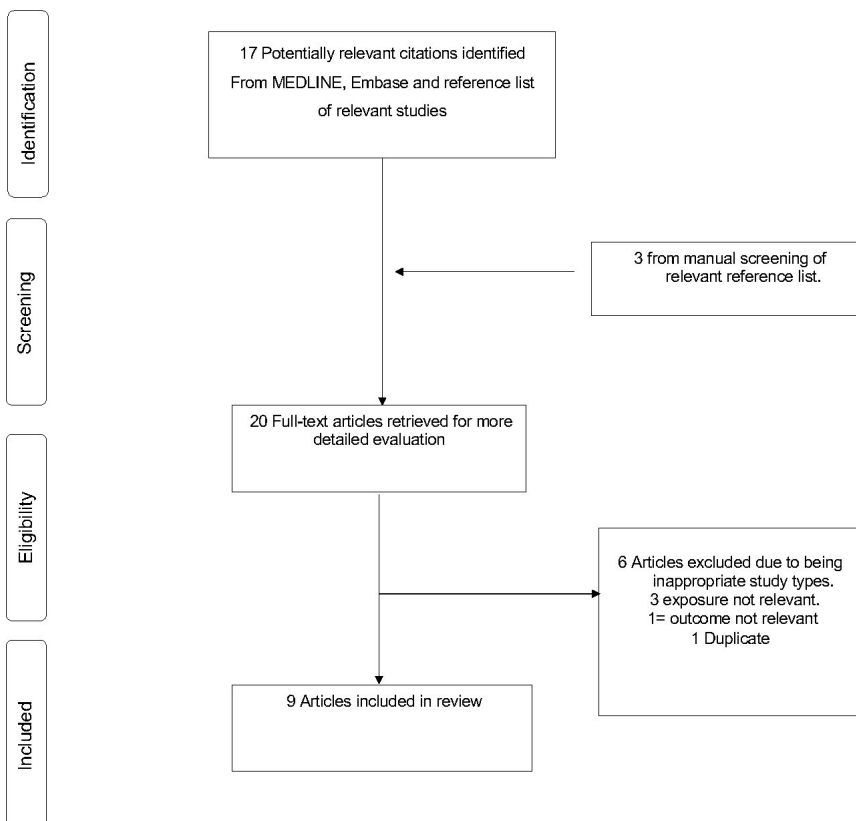 Identification
17 Potentially relevant citations identified
From MEDLINE, Embase and reference list
of relevant studies
Screening
3 from manual screening of
relevant reference list.
20 Full-text articles retrieved for more
detailed evaluation
Eligibility
6 Articles excluded due to being
inappropriate study types.
3 exposure not relevant.
1= outcome not relevant
1 Duplicate
Included
9 Articles included in review